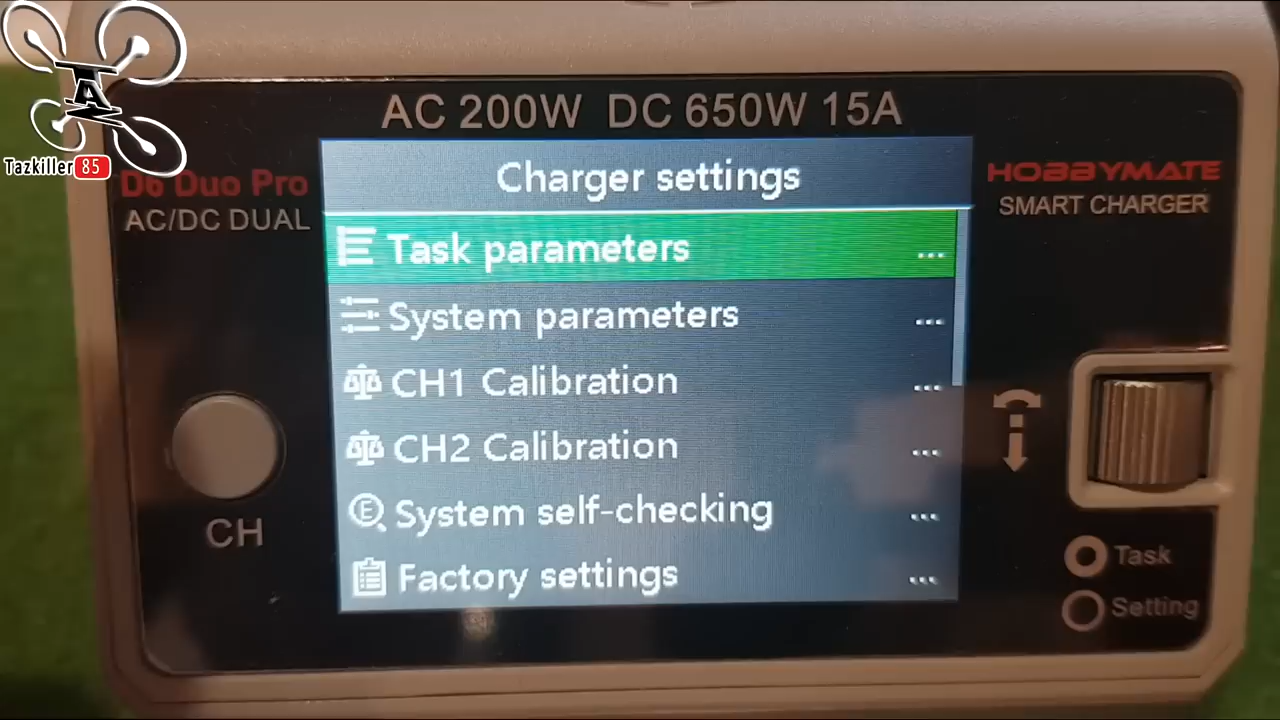 AC 200W DC 650W 15A
A
Tazkiller 85
D6 Duo Pro
AC/DC DUAL
HOBBYMATE
SMART CHARGER
Charger settings
Task parameters ...
System parameters ...
CH1 Calibration ...
CH2 Calibration ...
System self-checking ...
Factory settings ...
CH
Task
Setting